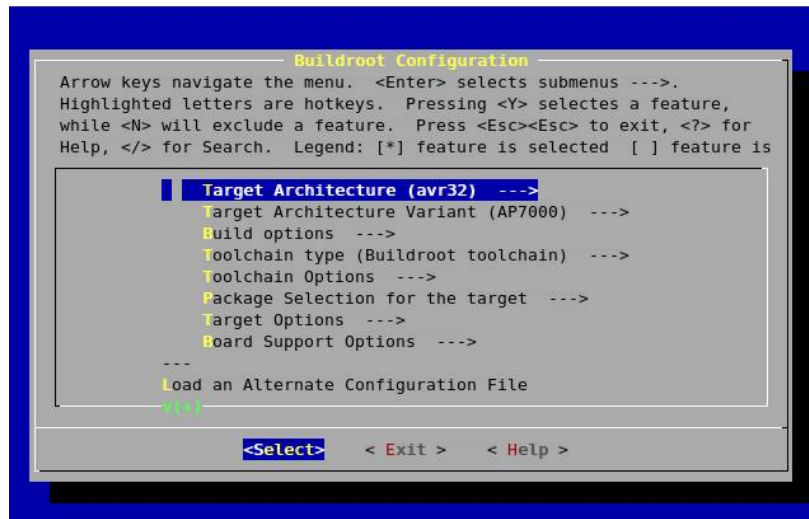 Buildroot Configuration
Arrow keys navigate the menu. <Enter> selects submenus --->.
Highlighted letters are hotkeys. Pressing <Y> selectes a feature,
while <N> will exclude a feature. Press <Esc><Esc> to exit, <?> for
Help, </> for Search. Legend: [*] feature is selected [ ] feature is
Target Architecture (avr32) --->
Target Architecture Variant (AP7000) --->
Build options --->
Toolchain type (Buildroot toolchain) --->
Toolchain Options --->
Package Selection for the target --->
Target Options --->
Board Support Options --->
---
Load an Alternate Configuration File
v(+)
<Select> < Exit > < Help >